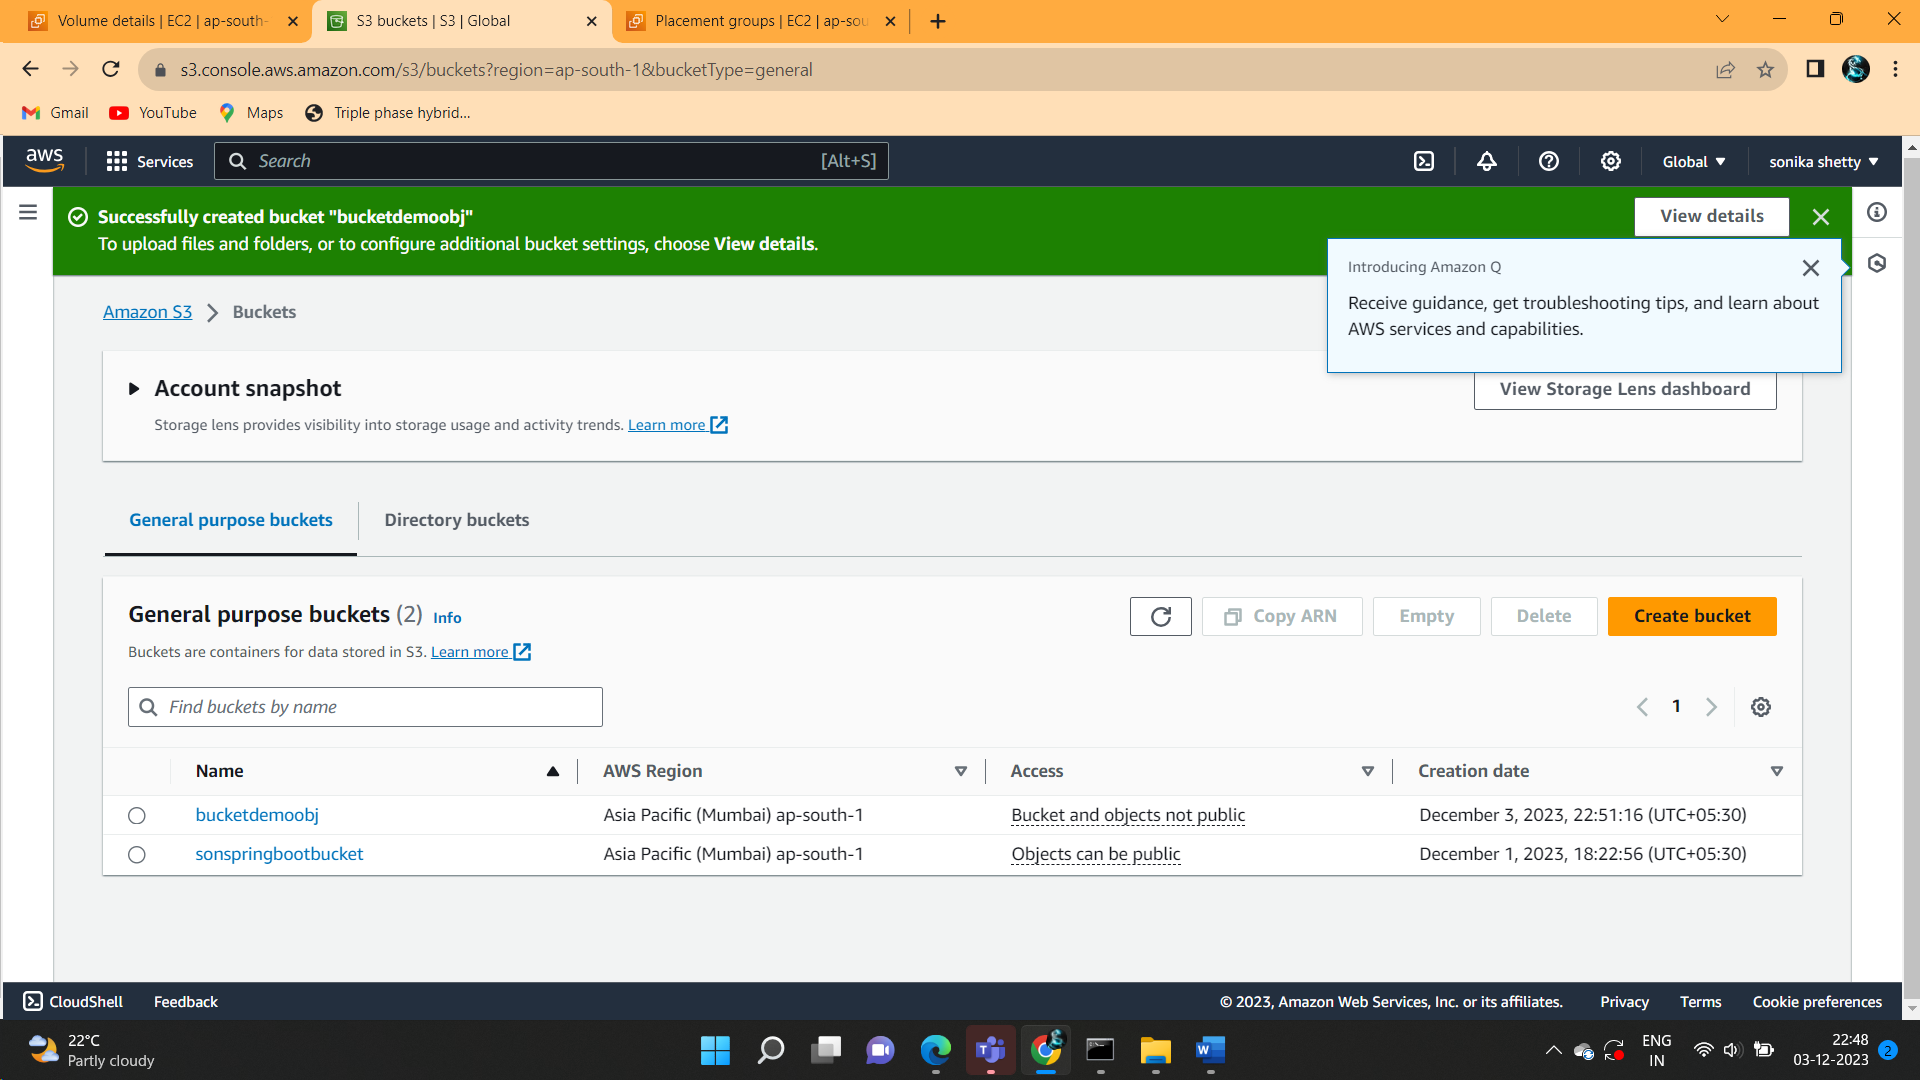 Volume details | EC2 | ap-south-
S3 buckets | S3 | Global
Placement groups | EC2 | ap-sou
s3.console.aws.amazon.com/s3/buckets?region=ap-south-1&bucketType=general
Gmail
YouTube
Maps
Triple phase hybrid...
aws
Services
Search
[Alt+S]
Global
sonika shetty
Successfully created bucket "bucketdemoobj"
To upload files and folders, or to configure additional bucket settings, choose View details.
View details
Introducing Amazon Q
Receive guidance, get troubleshooting tips, and learn about
AWS services and capabilities.
Amazon S3
Buckets
Account snapshot
Storage lens provides visibility into storage usage and activity trends. Learn more
View Storage Lens dashboard
General purpose buckets
Directory buckets
General purpose buckets (2) Info
Buckets are containers for data stored in S3. Learn more
Copy ARN
Empty
Delete
Create bucket
Find buckets by name
1
Name
AWS Region
Access
Creation date
bucketdemoobj
Asia Pacific (Mumbai) ap-south-1
Bucket and objects not public
December 3, 2023, 22:51:16 (UTC+05:30)
sonspringbootbucket
Asia Pacific (Mumbai) ap-south-1
Objects can be public
December 1, 2023, 18:22:56 (UTC+05:30)
CloudShell
Feedback
© 2023, Amazon Web Services, Inc. or its affiliates.
Privacy
Terms
Cookie preferences
22°C
Partly cloudy
ENG
IN
22:48
03-12-2023
2